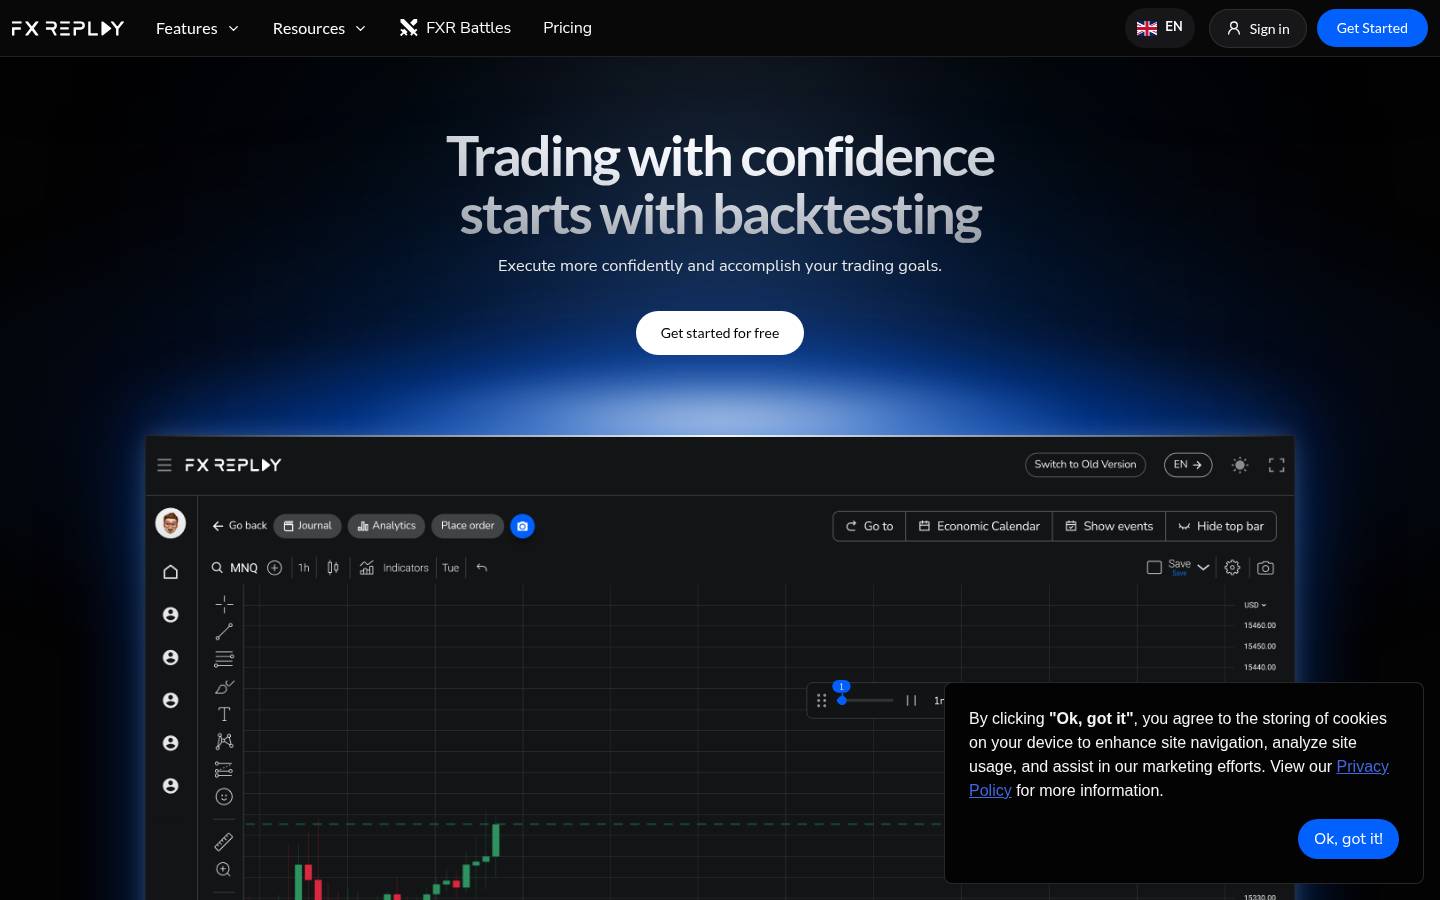 FX REPLAY
Features
Resources
FXR Battles
Pricing
EN
Sign in
Get Started
Trading with confidence
starts with backtesting
Execute more confidently and accomplish your trading goals.
Get started for free
FX REPLAY
Switch to Old Version
EN
Go back
Journal
Analytics
Place order
Go to
Economic Calendar
Show events
Hide top bar
MNQ
1h
Indicators
Tue
Save
Save
USD
15460.00
15450.00
15440.00
1
By clicking "Ok, got it", you agree to the storing of cookies
on your device to enhance site navigation, analyze site
usage, and assist in our marketing efforts. View our Privacy
Policy for more information.
Ok, got it!
15330.00